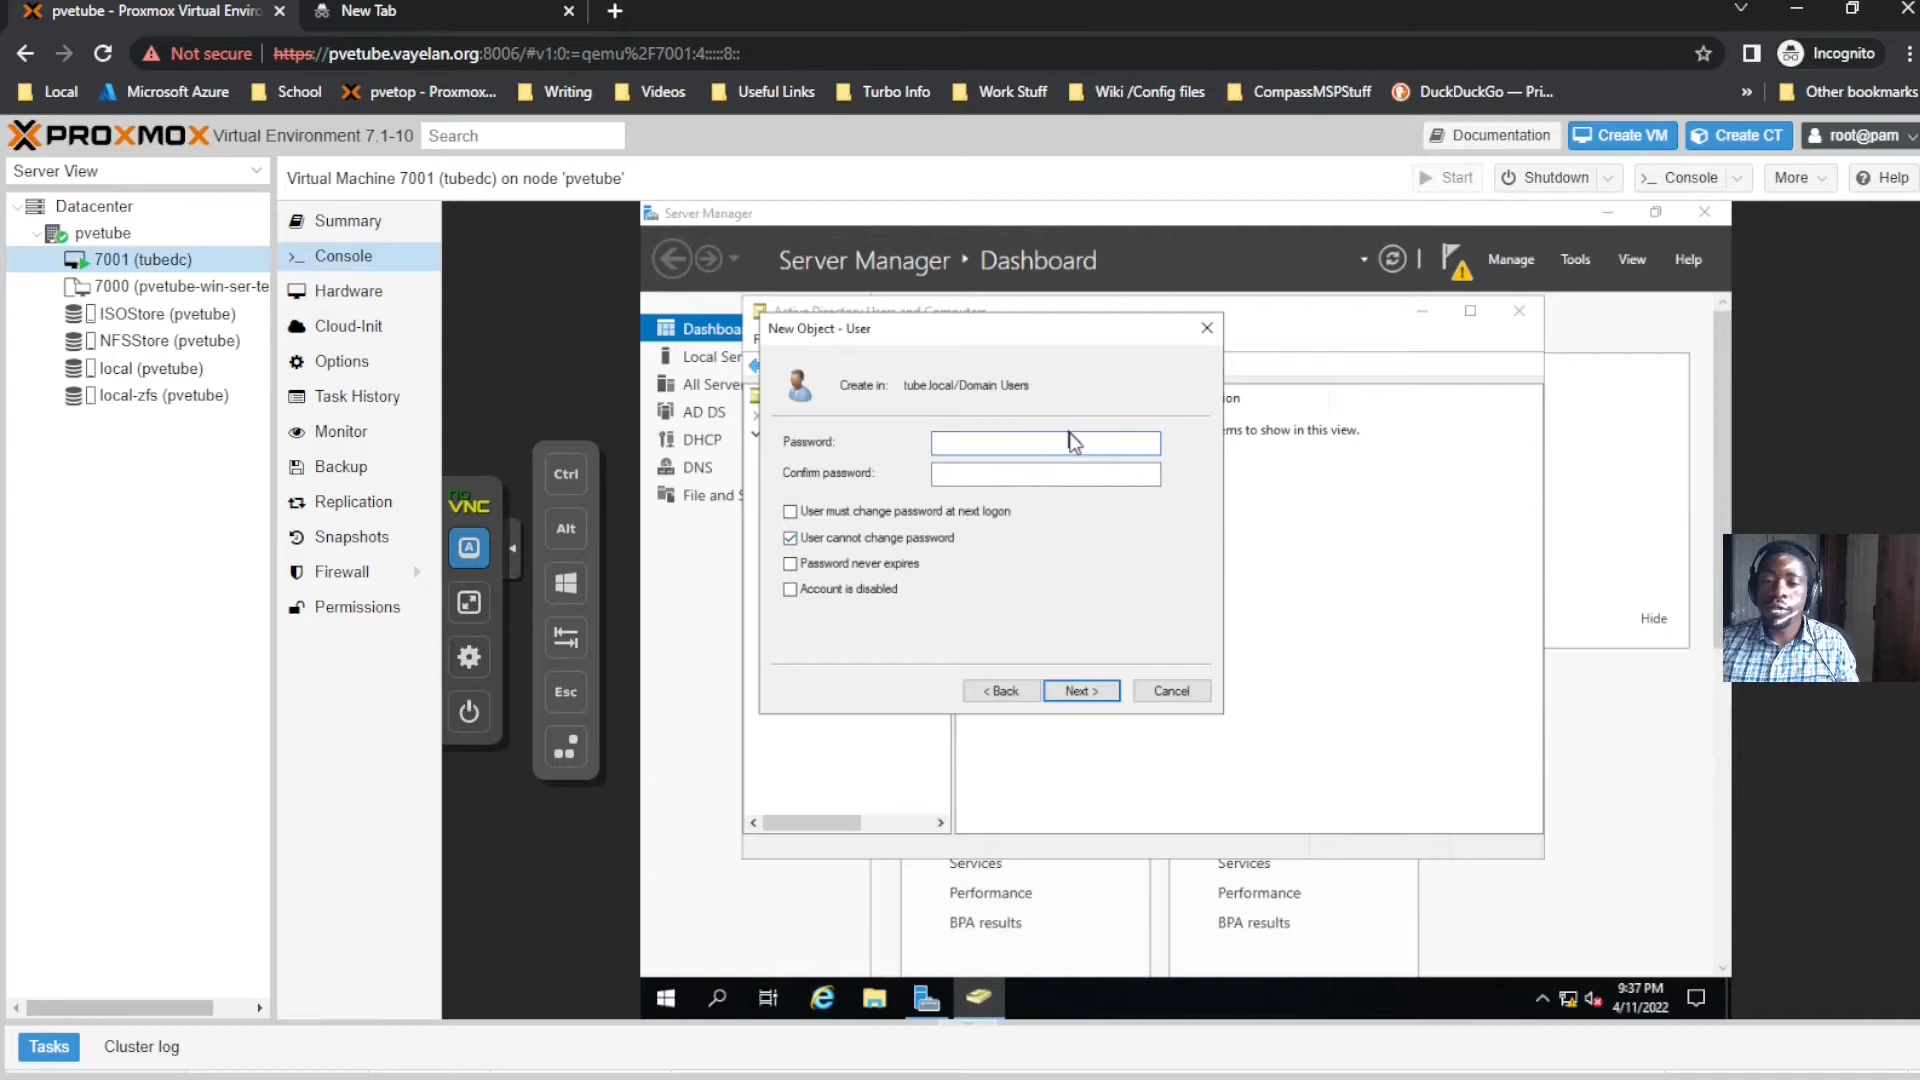 pvetube - Proxmox Virtual Enviro
New Tab
Not secure
https://pvetube.vayelan.org:8006/#v1:0:=qemu%2F7001:4:::::8::
Incognito
Local
Microsoft Azure
School
pvetop - Proxmox...
Writing
Videos
Useful Links
Turbo Info
Work Stuff
Wiki /Config files
CompassMSPStuff
DuckDuckGo — Pri...
»
Other bookmarks
PROXMOX Virtual Environment 7.1-10
Search
Documentation
Create VM
Create CT
root@pam
Server View
Virtual Machine 7001 (tubedc) on node 'pvetube'
Start
Shutdown
Console
More
Help
Datacenter
pvetube
7001 (tubedc)
7000 (pvetube-win-ser-te
ISOStore (pvetube)
NFSStore (pvetube)
local (pvetube)
local-zfs (pvetube)
Summary
Console
Hardware
Cloud-Init
Options
Task History
Monitor
Backup
Replication
Snapshots
Firewall
Permissions
no
VNC
A
Ctrl
Alt
Esc
Server Manager
Server Manager • Dashboard
Manage
Tools
View
Help
Dashboa
Local Ser
All Server
AD DS
DHCP
DNS
File and S
Active Directory Users and Computers
New Object - User
Create in: tube.local/Domain Users
Password:
Confirm password:
User must change password at next logon
User cannot change password
Password never expires
Account is disabled
< Back
Next >
Cancel
ion
ms to show in this view.
Hide
Services
Performance
BPA results
Services
Performance
BPA results
9:37 PM
4/11/2022
Tasks
Cluster log